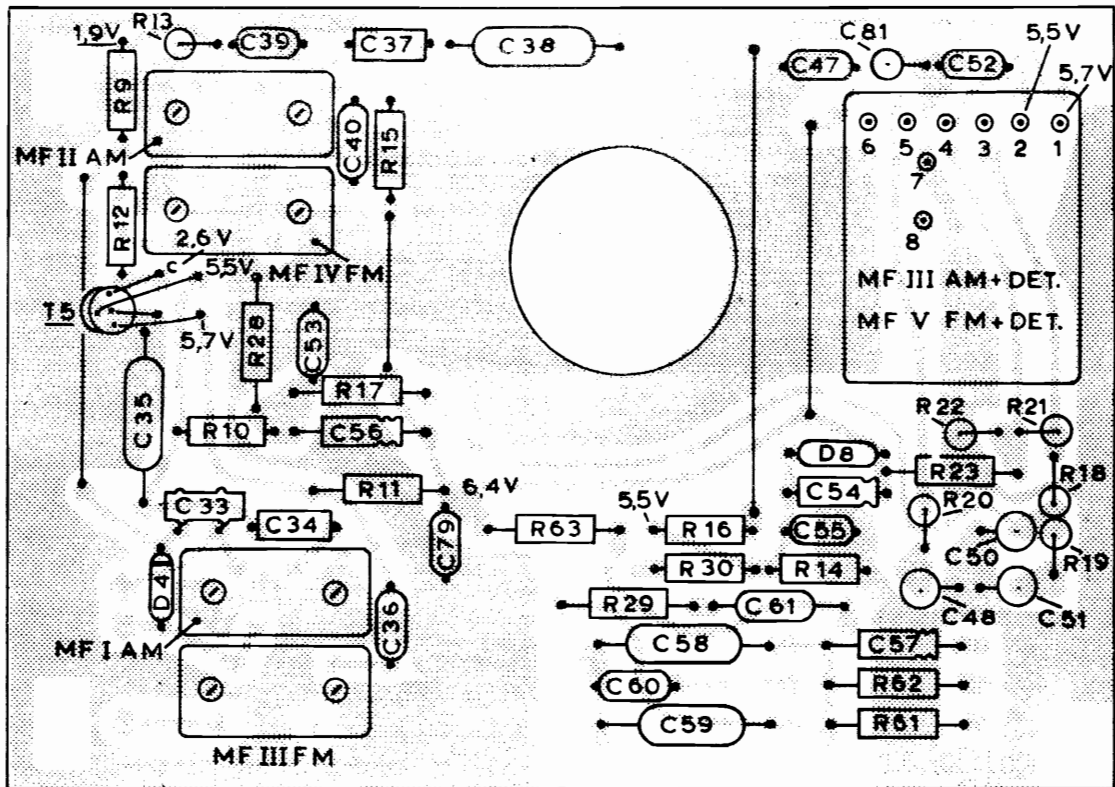 1,9V
R13
C39
C37
C38
C81
5,5V
C47
C52
5,7V
R9
C40
R15
MF II AM
6 5 4 3 2 1
7
R12
8
2,6V
c
5,5V
MF IV FM
MF III AM+DET.
T5
MF V FM+DET.
5,7V
R28
C53
R17
C35
R10
C56
R22
R21
D8
R23
R11
6,4V
C54
R18
C33
5,5V
R20
C34
C79
R63
R16
C55
C50
R19
R30
R14
D4
C36
R29
C61
C48
C51
MF I AM
C58
C57
C60
R62
C59
R61
MF III FM